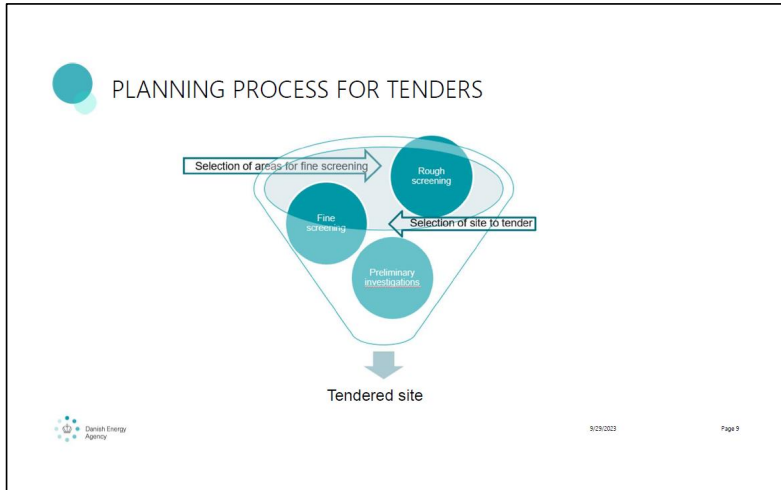 PLANNING PROCESS FOR TENDERS
Selection of areas for fine screening
Rough
screening
Fine
screening
Selection of site to tender
Preliminary
investigations
Tendered site
Danish Energy
Agency
9/29/2023
Page 9